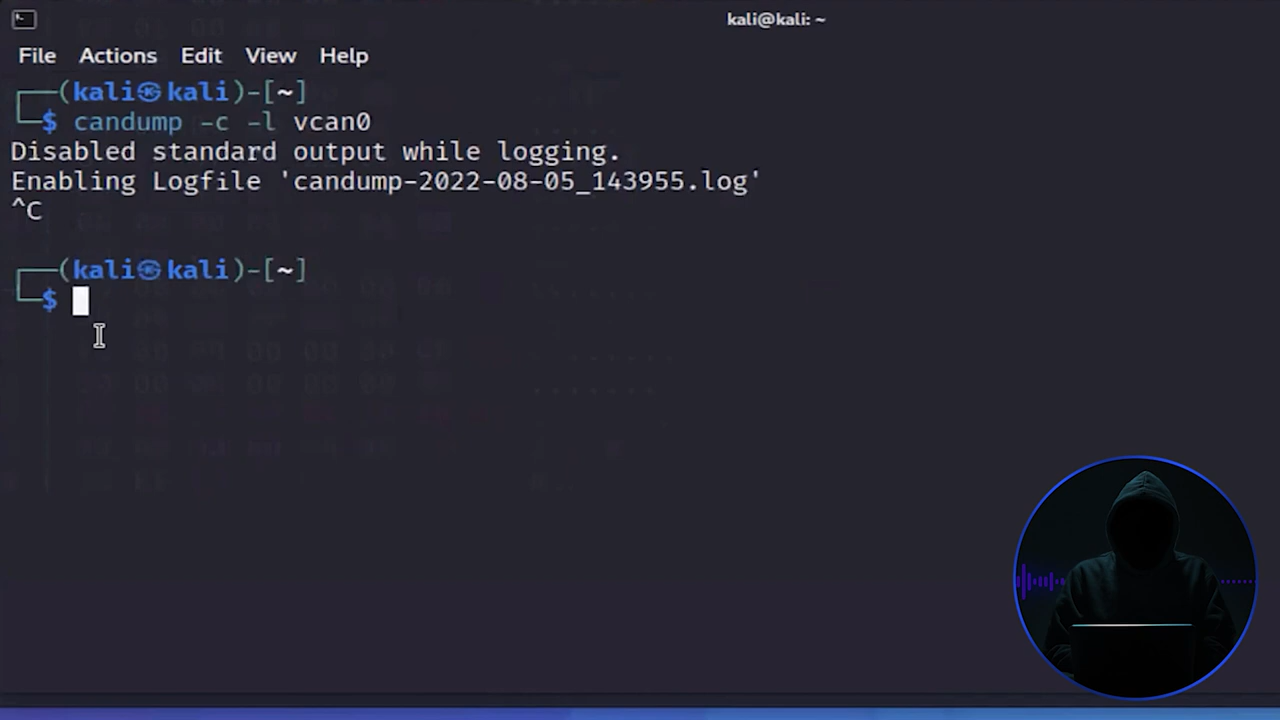 kali@kali: ~
File Actions Edit View Help
┌──(kali㉿kali)-[~]
└─$ candump -c -l vcan0
Disabled standard output while logging.
Enabling Logfile 'candump-2022-08-05_143955.log'
^C
┌──(kali㉿kali)-[~]
└─$